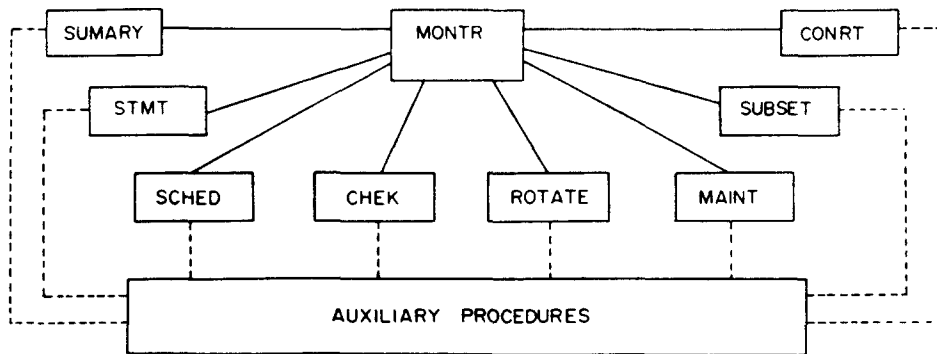 SUMARY
MONTR
CONRT
STMT
SUBSET
SCHED
CHEK
ROTATE
MAINT
AUXILIARY PROCEDURES